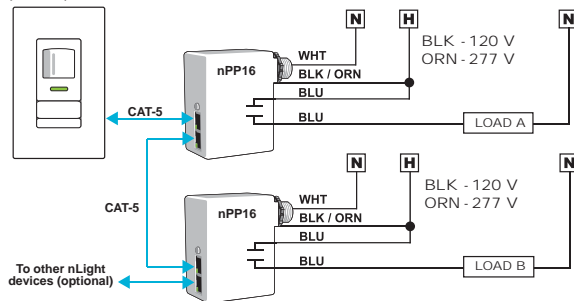 N
H
N
BLK - 120 V
ORN - 277 V
WHT
nPP16
BLK / ORN
BLU
CAT-5
BLU
LOAD A
N
H
N
BLK - 120 V
ORN - 277 V
WHT
CAT-5
nPP16
BLK / ORN
BLU
BLU
LOAD B
To other nLight
devices (optional)